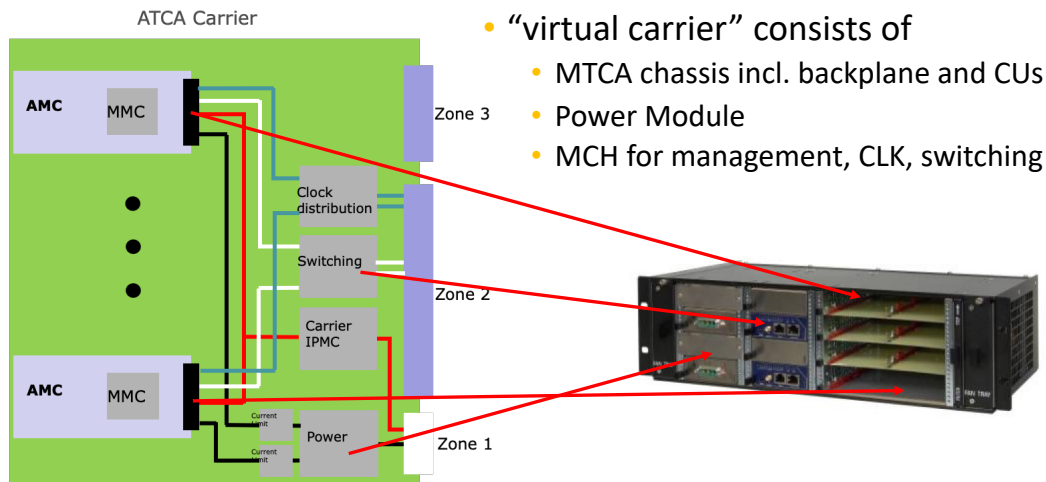 ATCA Carrier
• “virtual carrier” consists of
• MTCA chassis incl. backplane and CUs
• Power Module
• MCH for management, CLK, switching
AMC
MMC
Zone 3
Clock
distribution
Switching
Zone 2
Carrier
IPMC
AMC
MMC
Current
Limit
Power
Current
Limit
Zone 1
FAN TRAY